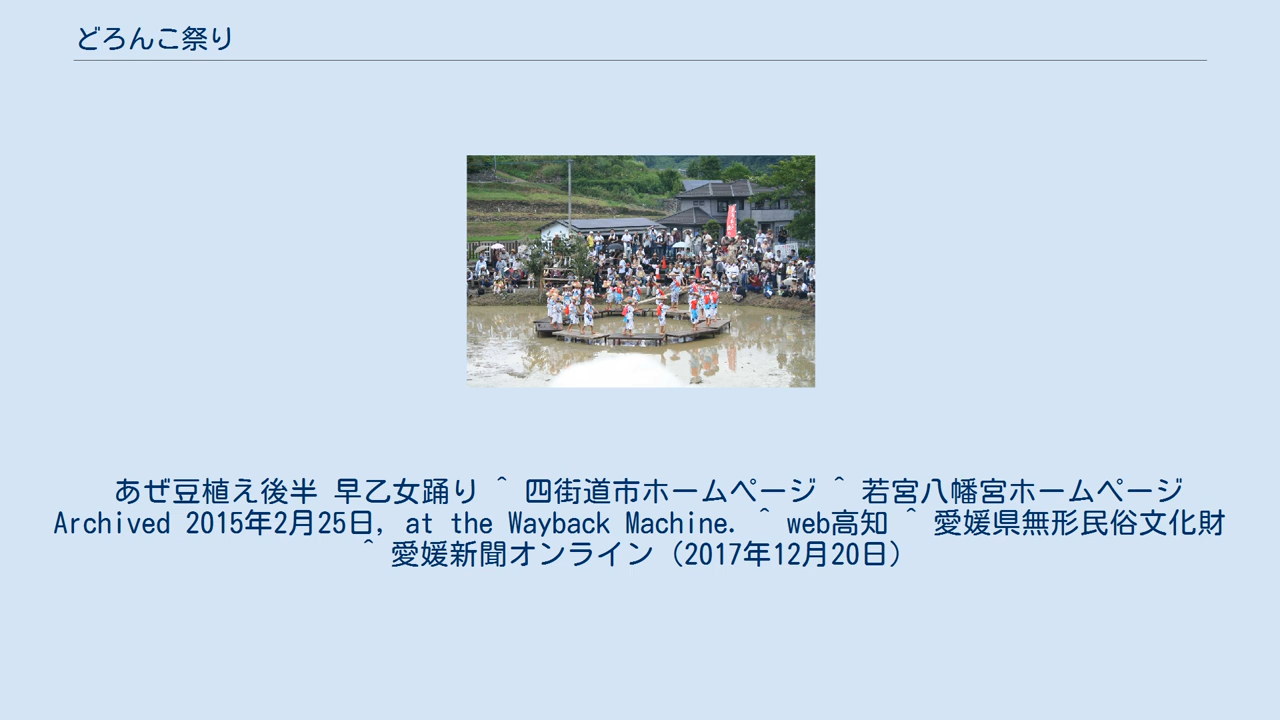 どろんこ祭り
あぜ豆植え後半 早乙女踊り ^ 四街道市ホームページ ^ 若宮八幡宮ホームページ
Archived 2015年2月25日, at the Wayback Machine. ^ web高知 ^ 愛媛県無形民俗文化財
^ 愛媛新聞オンライン（2017年12月20日）